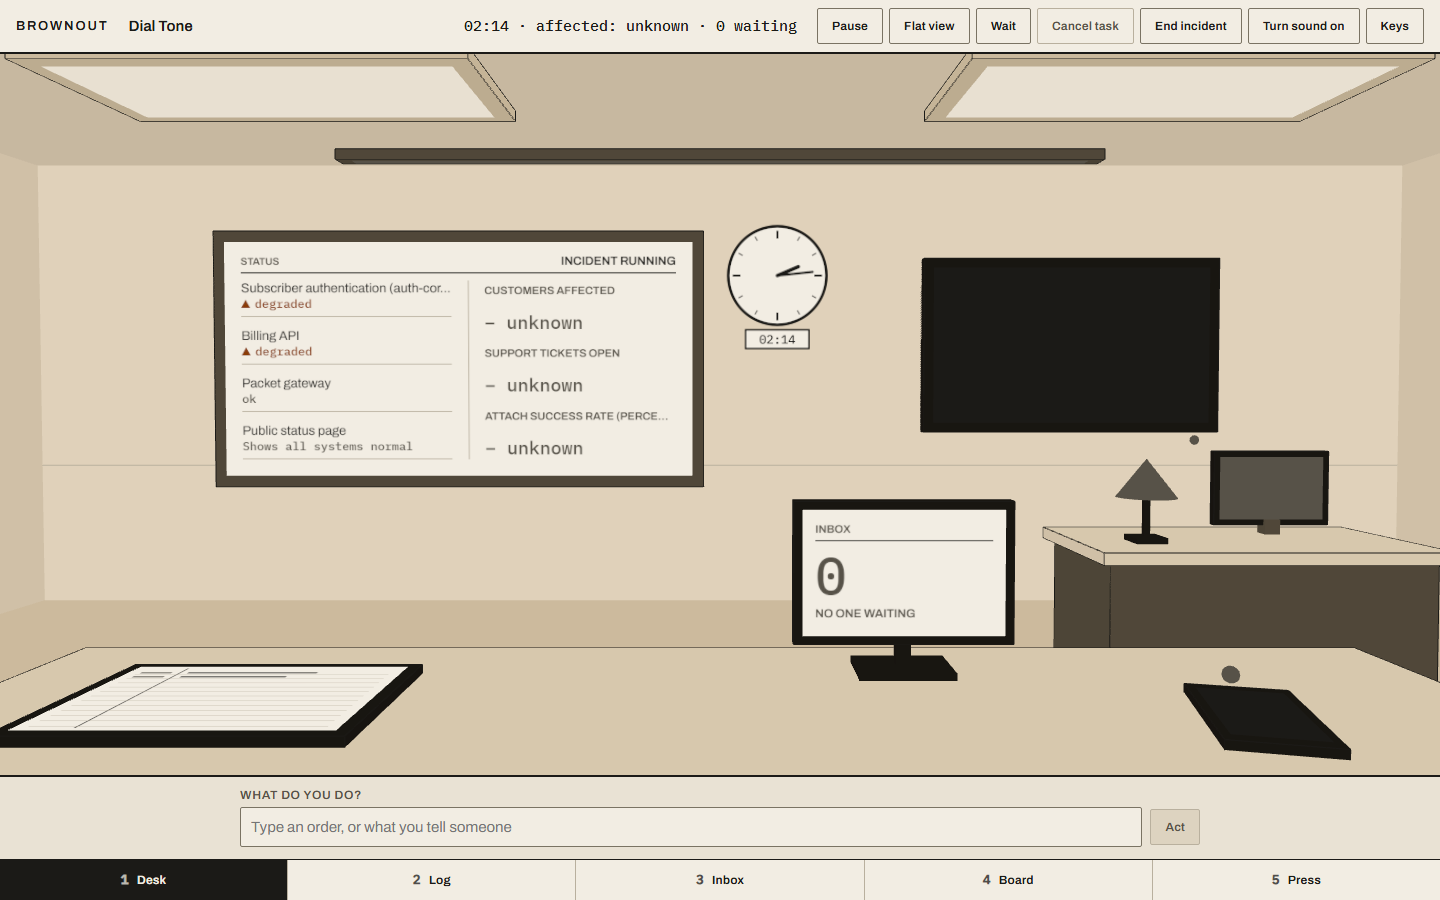 BROWNOUT Dial Tone 02:14 · affected: unknown · 0 waiting Pause Flat view Wait Cancel task End incident Turn sound on Keys
STATUS INCIDENT RUNNING
Subscriber authentication (auth-cor...
▲ degraded
Billing API
▲ degraded
Packet gateway
ok
Public status page
Shows all systems normal
CUSTOMERS AFFECTED
– unknown
SUPPORT TICKETS OPEN
– unknown
ATTACH SUCCESS RATE (PERCE...
– unknown
02:14
INBOX
0
NO ONE WAITING
WHAT DO YOU DO?
Type an order, or what you tell someone Act
1 Desk 2 Log 3 Inbox 4 Board 5 Press